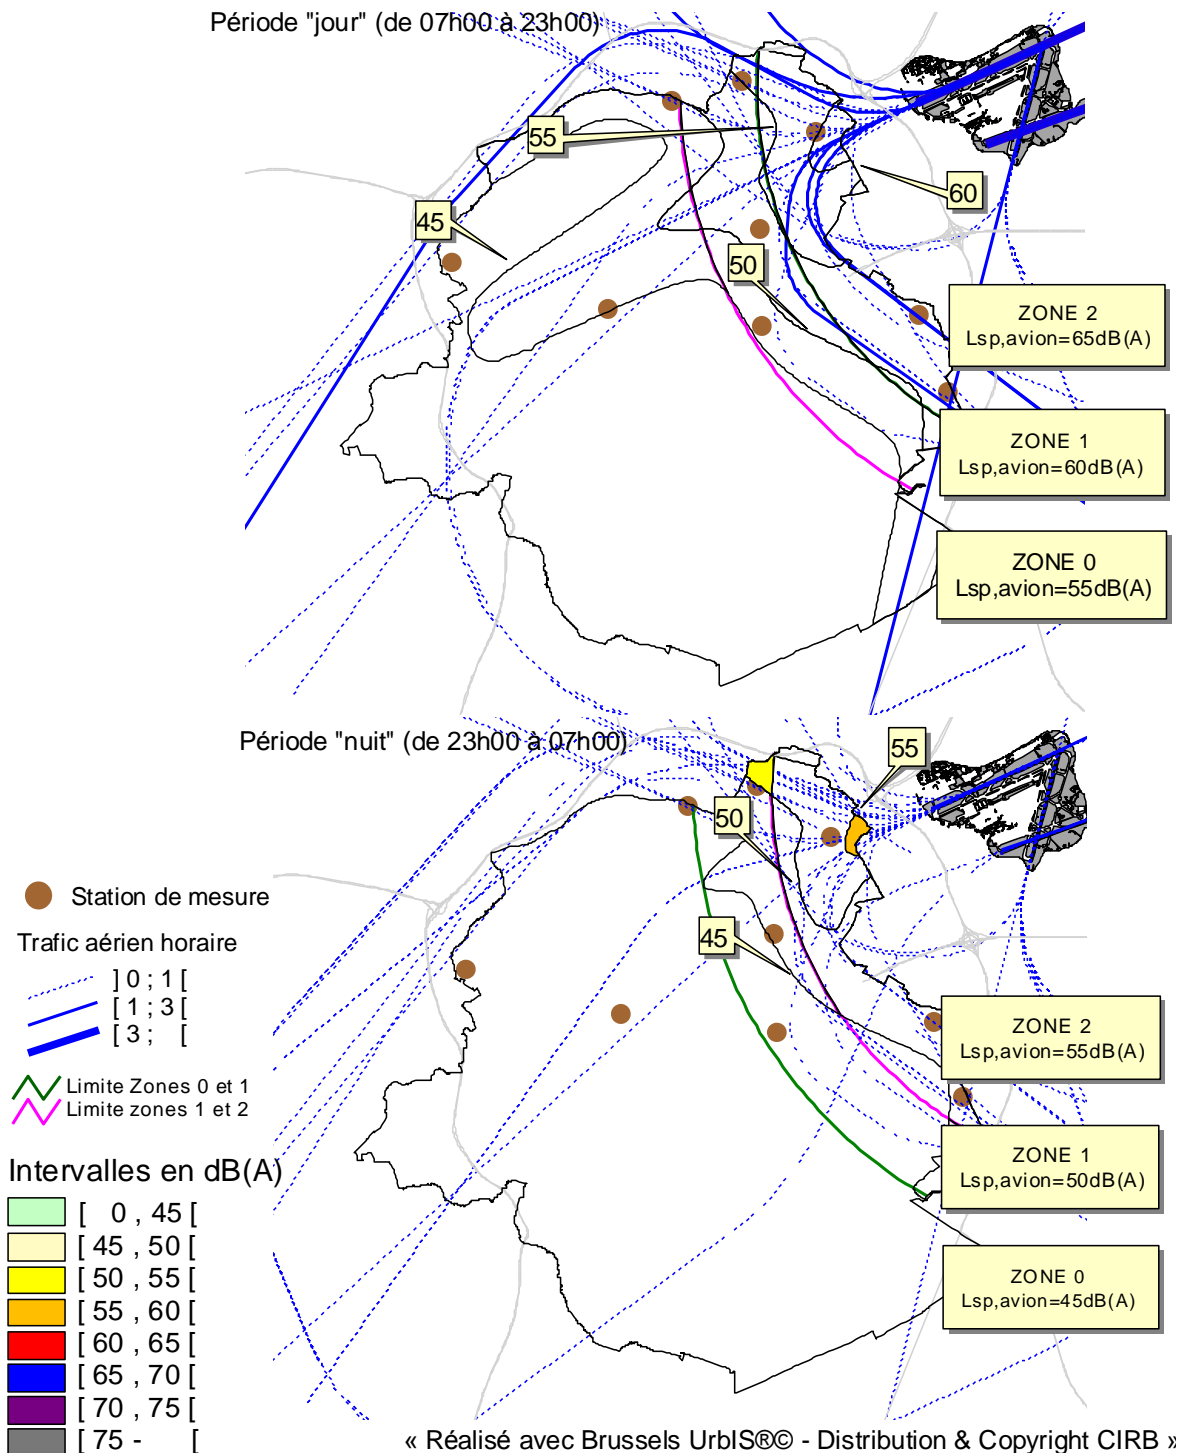 Période "jour" (de 07h00 à 23h00)
55
60
45
50
ZONE 2
Lsp,avion=65dB(A)
ZONE 1
Lsp,avion=60dB(A)
ZONE 0
Lsp,avion=55dB(A)
Période "nuit" (de 23h00 à 07h00)
55
50
45
Station de mesure
Trafic aérien horaire
] 0 ; 1 [
[ 1 ; 3 [
[ 3 ; [
Limite Zones 0 et 1
Limite zones 1 et 2
ZONE 2
Lsp,avion=55dB(A)
ZONE 1
Lsp,avion=50dB(A)
ZONE 0
Lsp,avion=45dB(A)
Intervalles en dB(A)
[ 0 , 45 [
[ 45 , 50 [
[ 50 , 55 [
[ 55 , 60 [
[ 60 , 65 [
[ 65 , 70 [
[ 70 , 75 [
[ 75 - [
« Réalisé avec Brussels UrbIS®© - Distribution & Copyright CIRB »